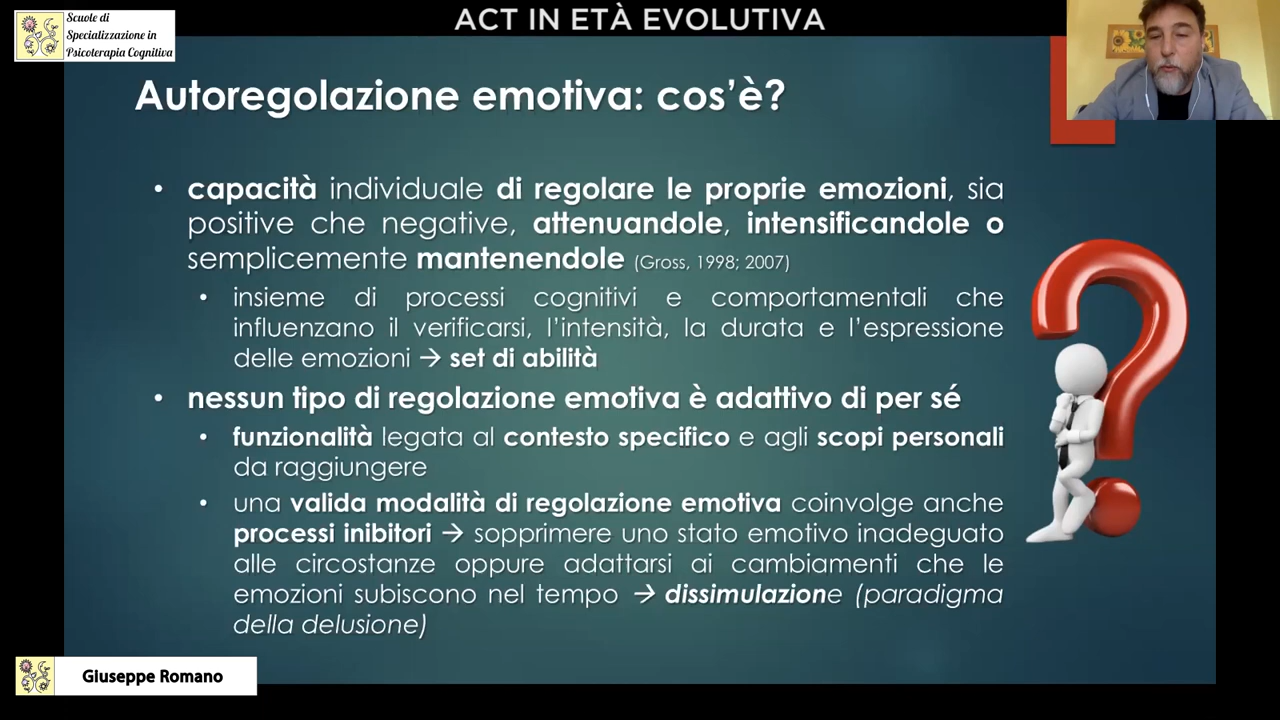 ACT IN ETÀ EVOLUTIVA
Scuole di
Specializzazione in
Psicoterapia Cognitiva
Autoregolazione emotiva: cos'è?
• capacità individuale di regolare le proprie emozioni, sia
positive che negative, attenuandole, intensificandole o
semplicemente mantenendole (Gross, 1998; 2007)
• insieme di processi cognitivi e comportamentali che
influenzano il verificarsi, l'intensità, la durata e l'espressione
delle emozioni → set di abilità
• nessun tipo di regolazione emotiva è adattivo di per sé
• funzionalità legata al contesto specifico e agli scopi personali
da raggiungere
• una valida modalità di regolazione emotiva coinvolge anche
processi inibitori → sopprimere uno stato emotivo inadeguato
alle circostanze oppure adattarsi ai cambiamenti che le
emozioni subiscono nel tempo → dissimulazione (paradigma
della delusione)
Giuseppe Romano